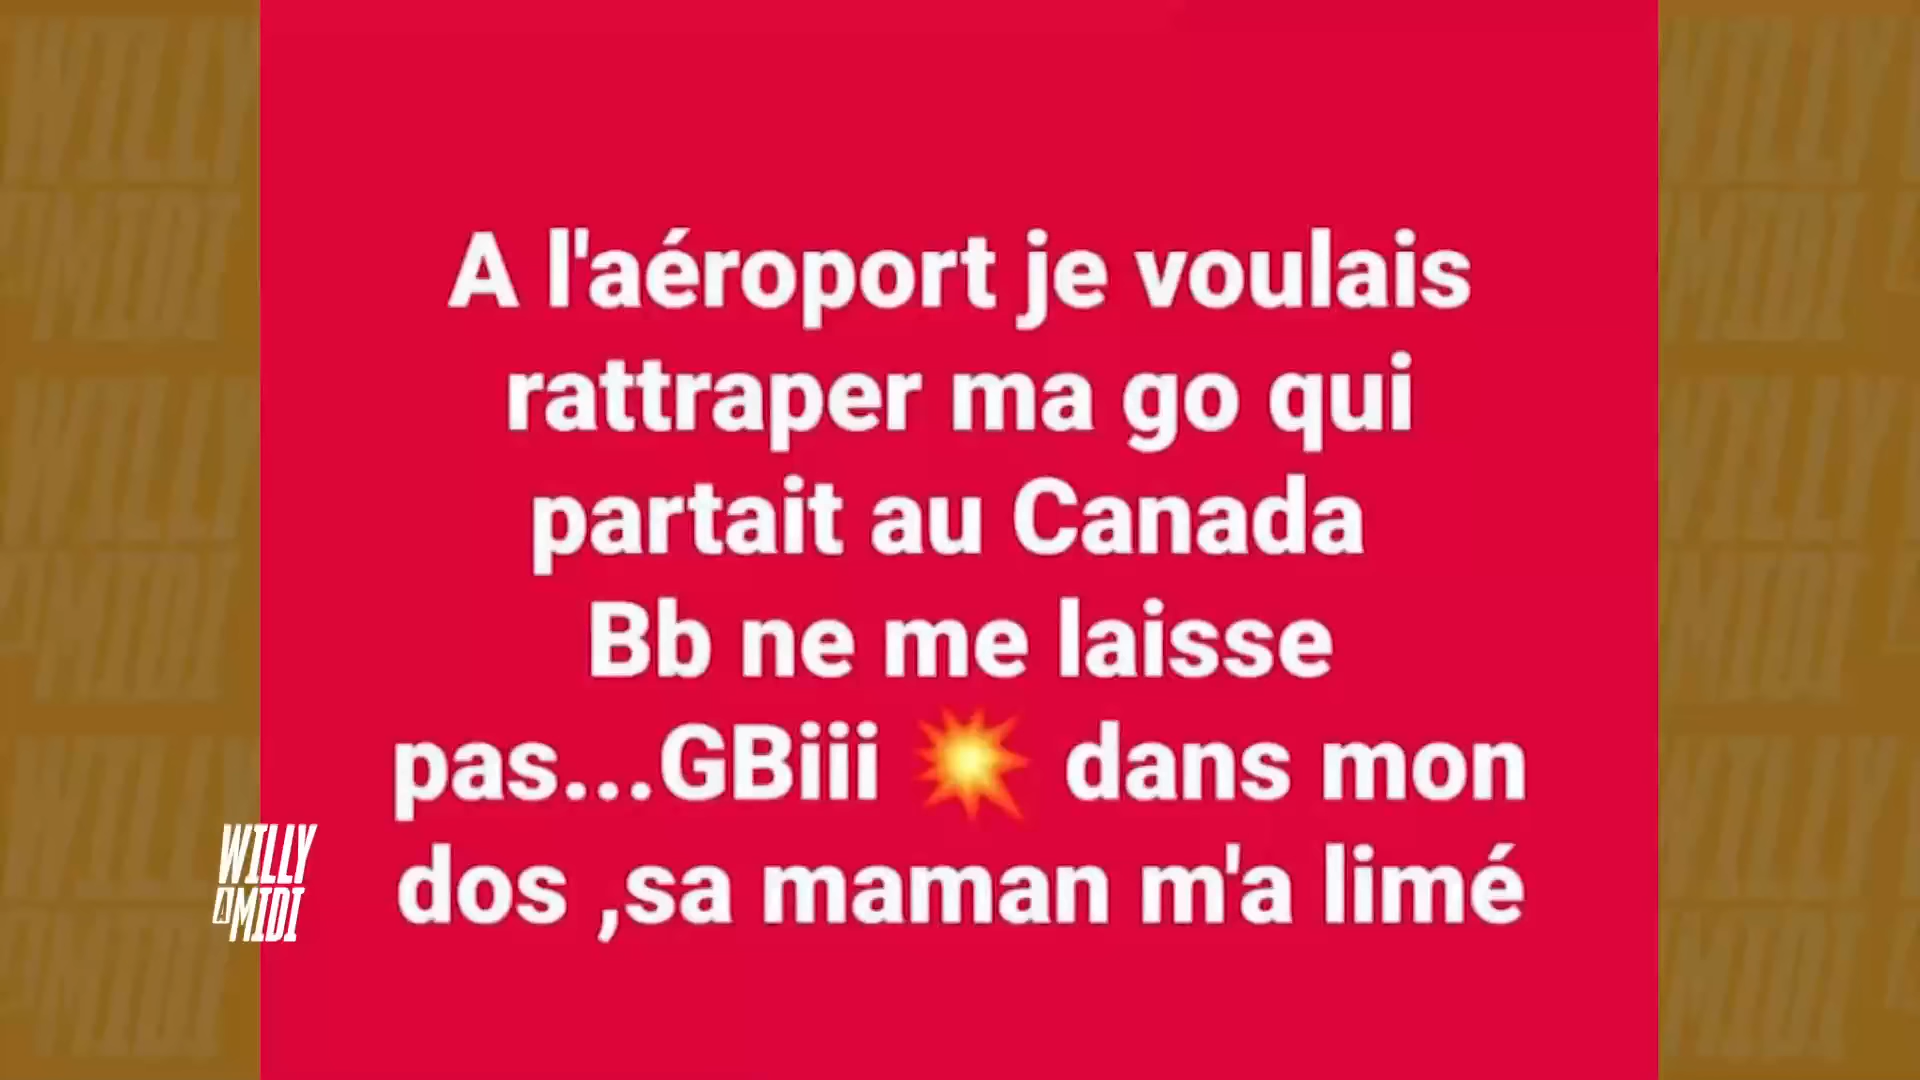 A l'aéroport je voulais
rattraper ma go qui
partait au Canada
Bb ne me laisse
pas...GBiii 💥 dans mon
dos ,sa maman m'a limé
WILLY
A MIDI